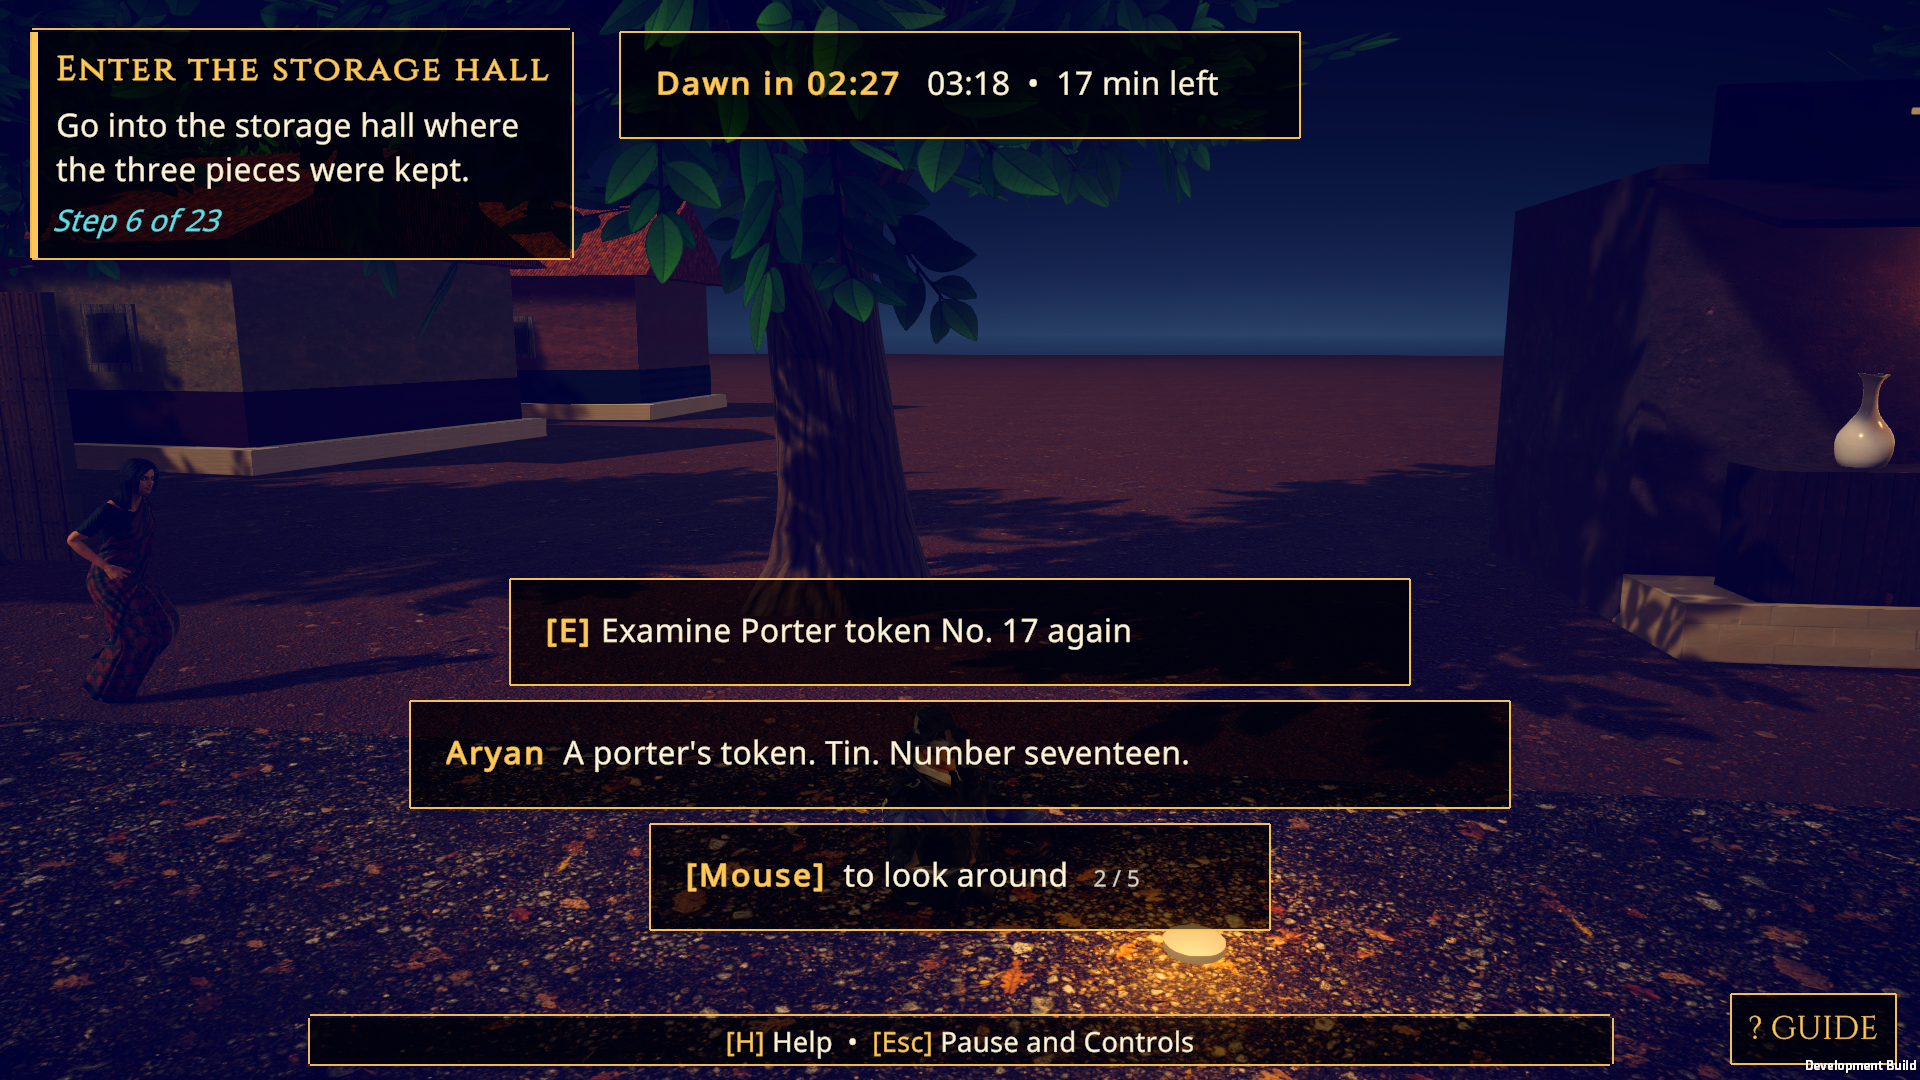 ENTER THE STORAGE HALL
Go into the storage hall where
the three pieces were kept.
Step 6 of 23
Dawn in 02:27 03:18 • 17 min left
[E] Examine Porter token No. 17 again
Aryan A porter's token. Tin. Number seventeen.
[Mouse] to look around 2 / 5
[H] Help • [Esc] Pause and Controls
? GUIDE
Development Build